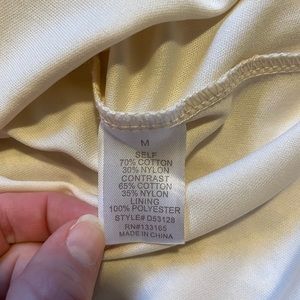 M
SELF
70% COTTON
30% NYLON
CONTRAST
65% COTTON
35% NYLON
LINING
100% POLYESTER
STYLE# D53128
RN#133165
MADE IN CHINA